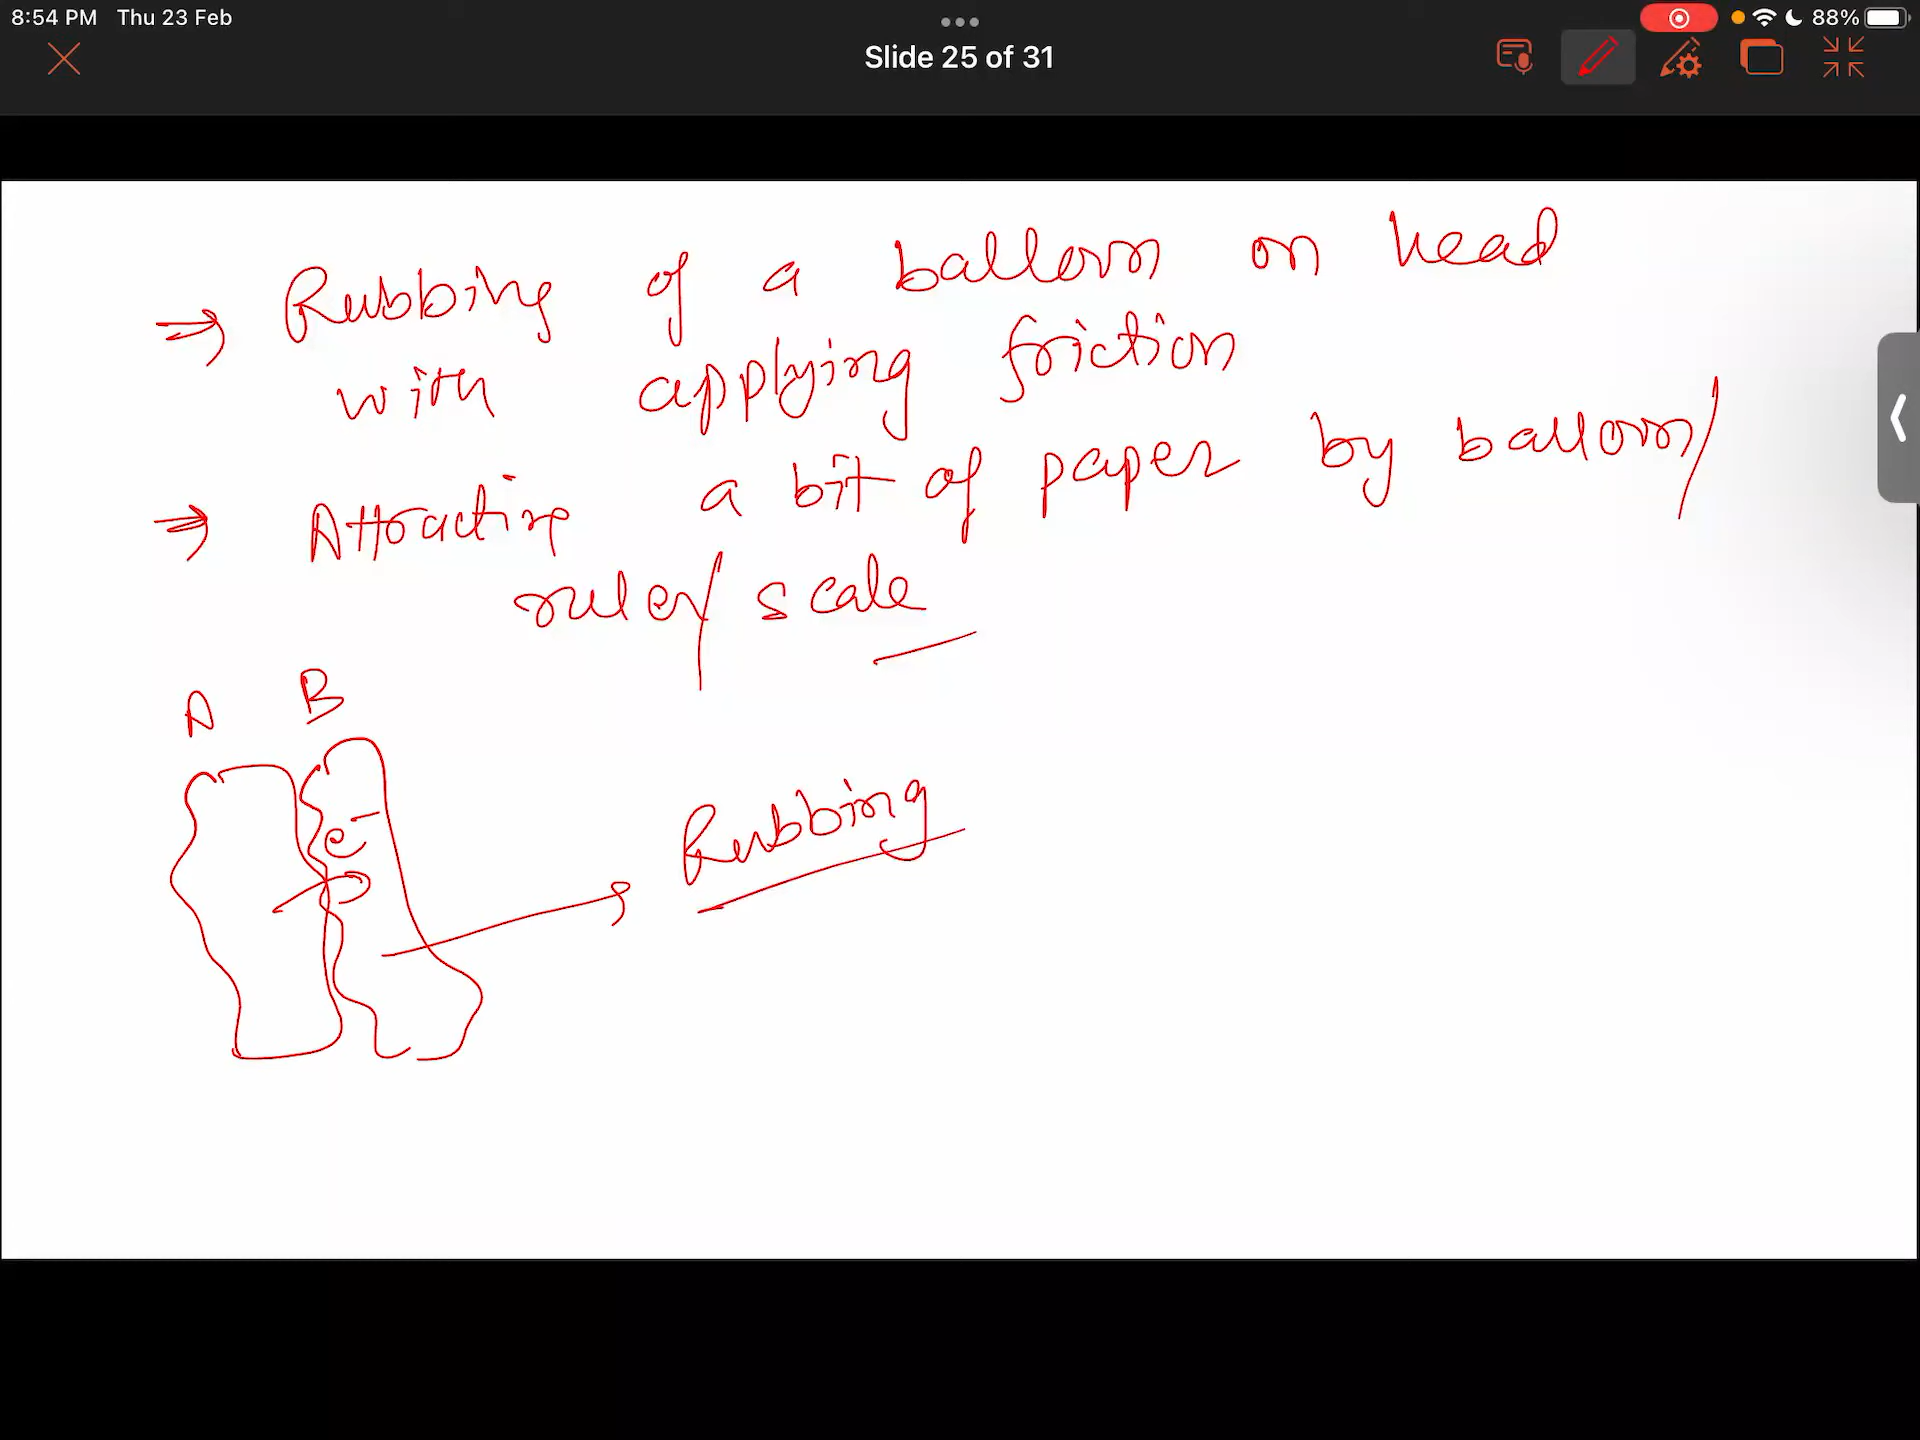 8:54 PM Thu 23 Feb
88%
Slide 25 of 31
⇒ Rubbing of a balloon on head
with applying friction
⇒ Attracting a bit of paper by balloon/
ruler/ scale
A B
e-
Rubbing